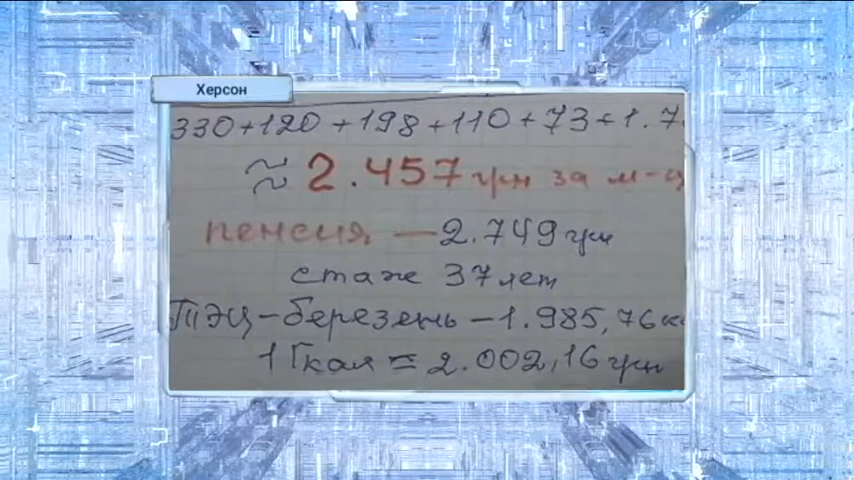 Херсон
330+120+198+110+73+1.7
≈ 2.457 грн за м-ц
пенсия — 2.749 грн
стаж 37 лет
ТЭЦ-березень-1.985,76
1 Гкал = 2.002,16 грн